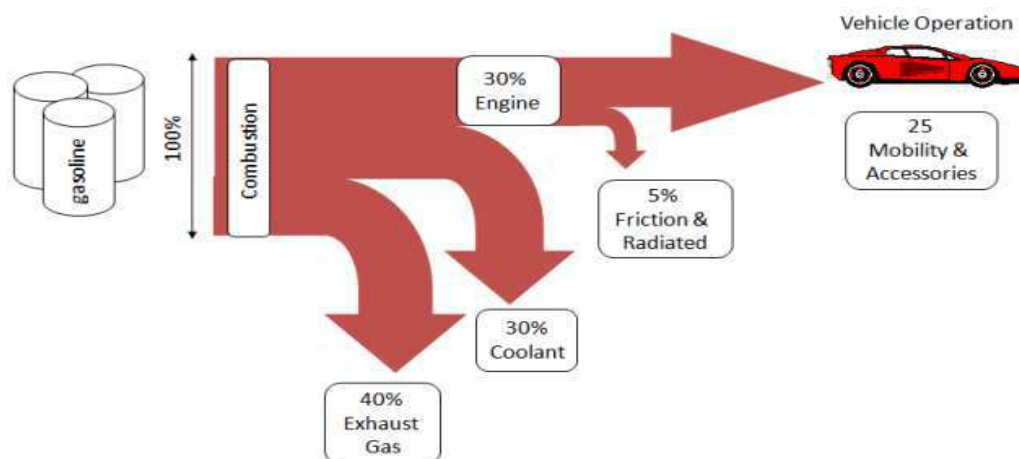 Vehicle Operation
gasoline
100%
Combustion
30%
Engine
25
Mobility &
Accessories
5%
Friction &
Radiated
30%
Coolant
40%
Exhaust
Gas